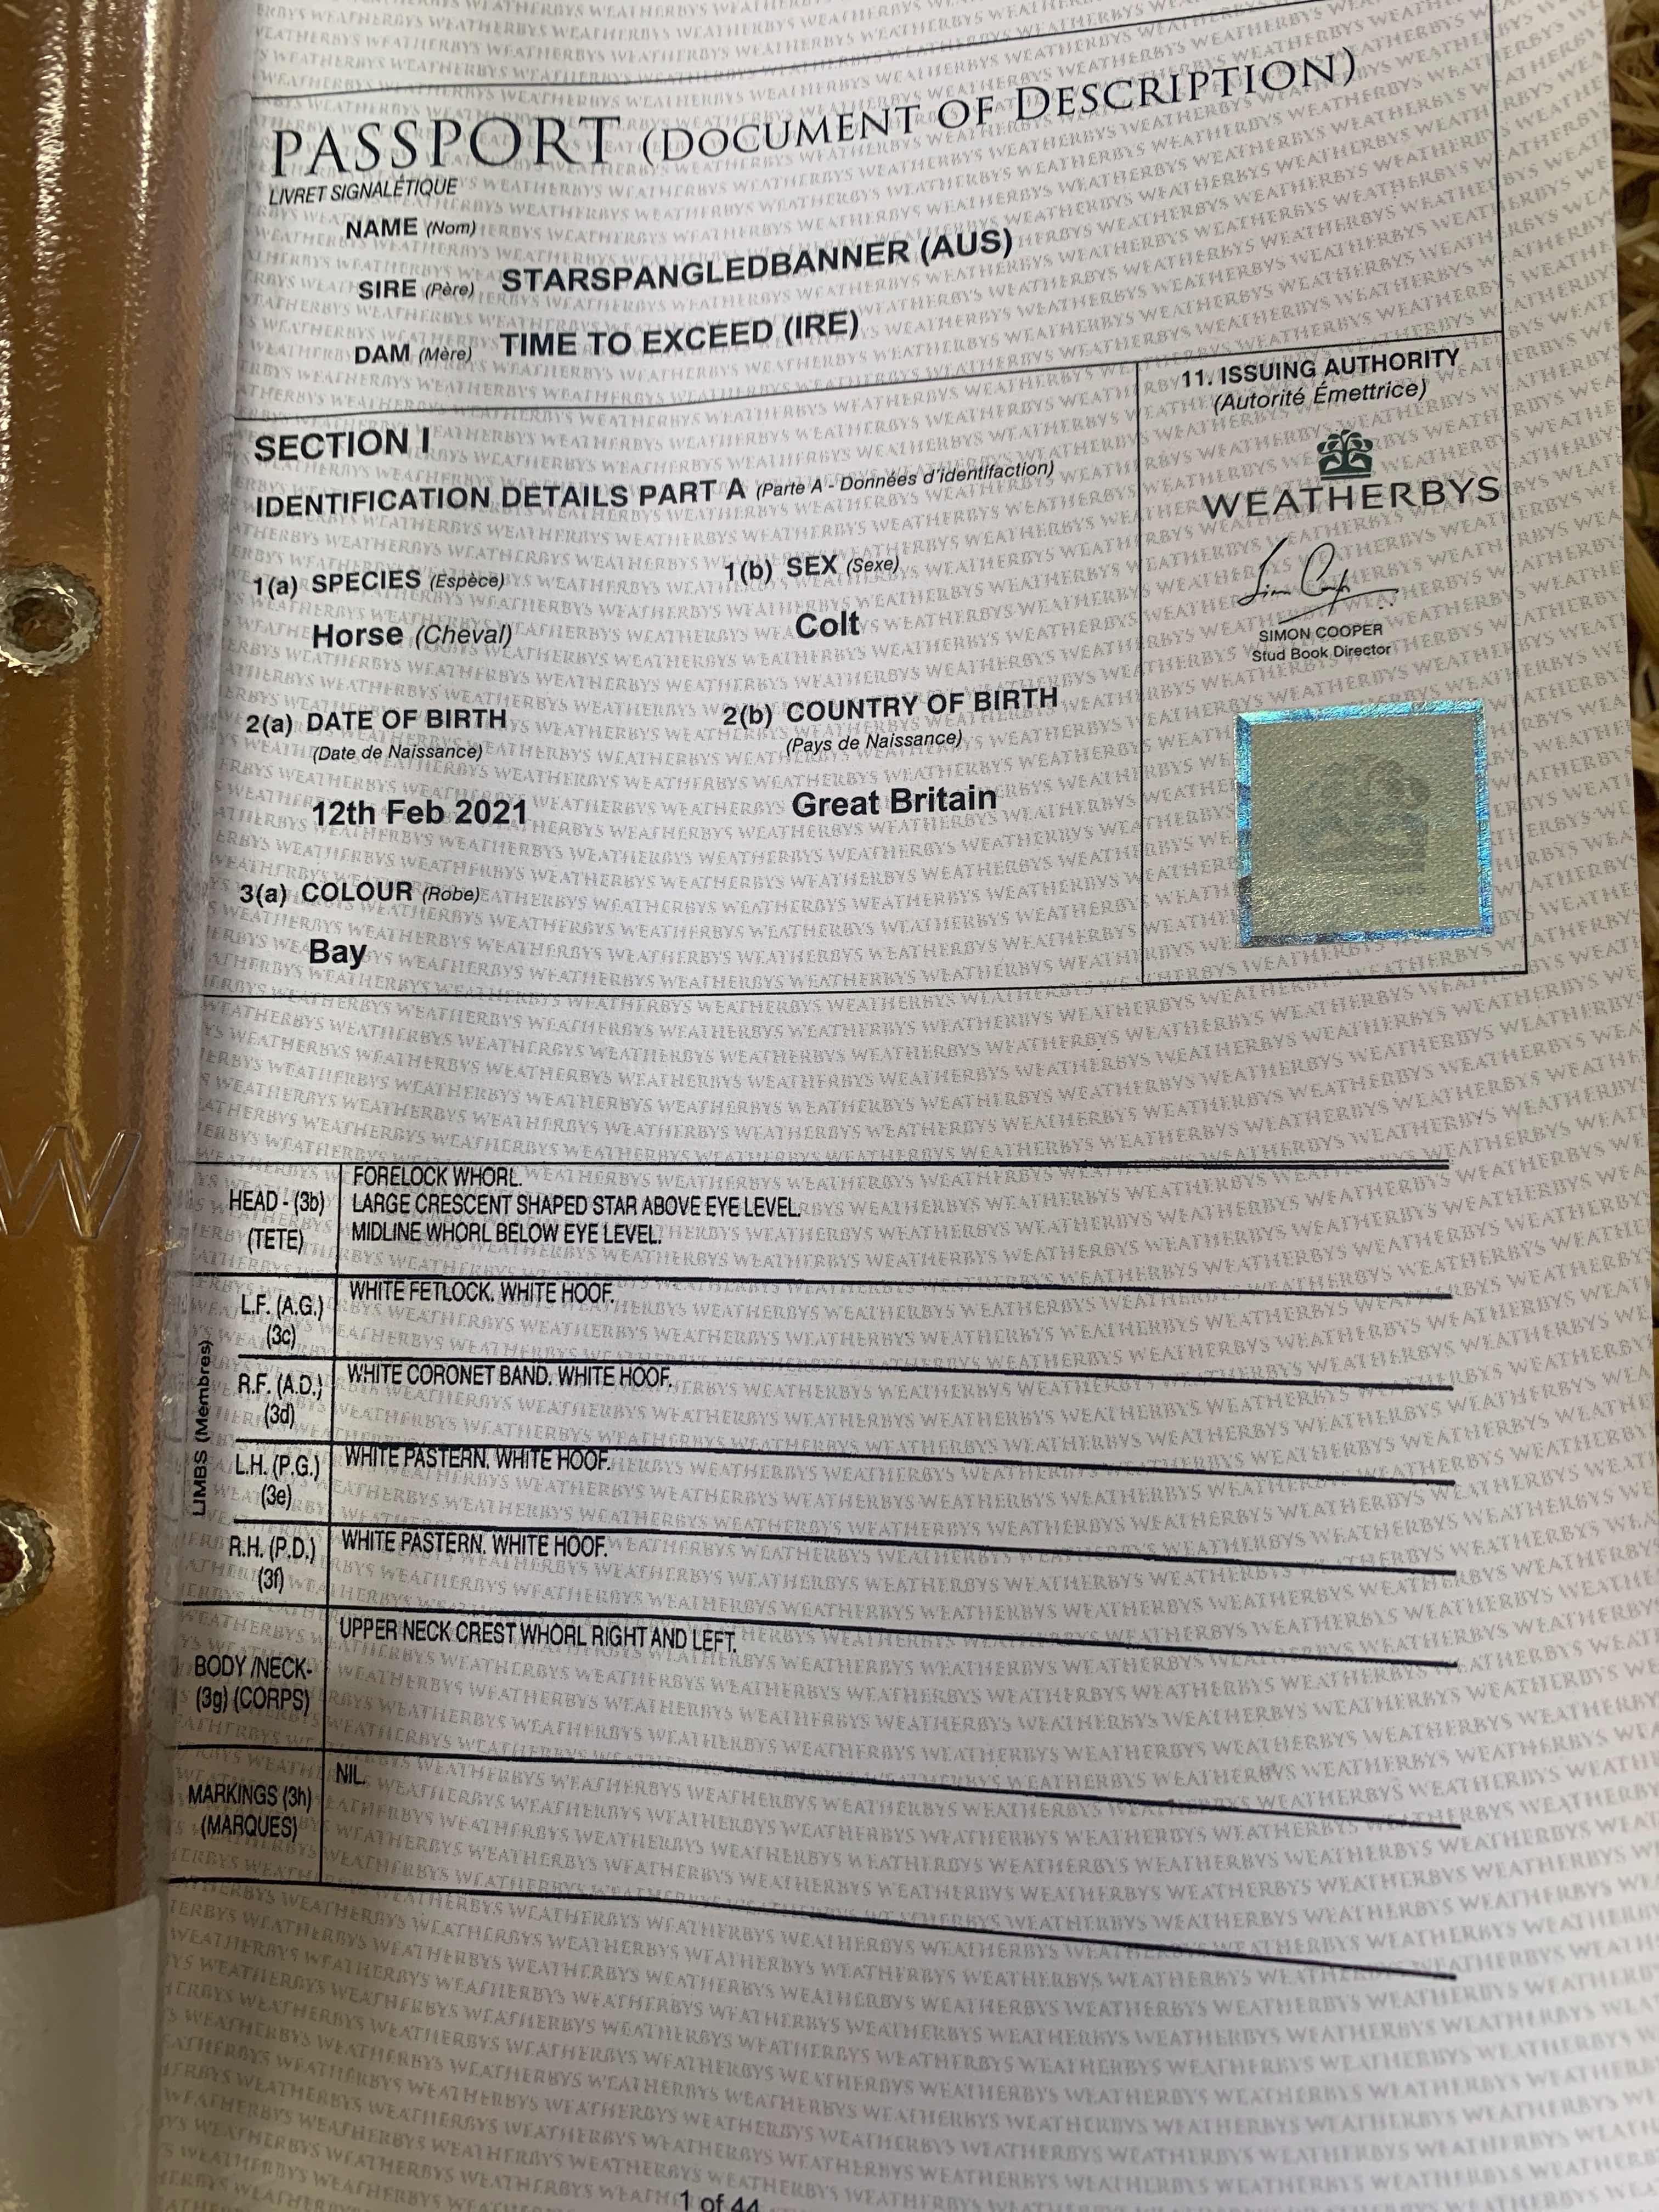 PASSPORT (DOCUMENT OF DESCRIPTION)
LIVRET SIGNALÉTIQUE
NAME (Nom)
SIRE (Père) STARSPANGLEDBANNER (AUS)
DAM (Mère) TIME TO EXCEED (IRE)
11. ISSUING AUTHORITY
(Autorité Émettrice)
WEATHERBYS
SIMON COOPER
Stud Book Director
SECTION I
IDENTIFICATION DETAILS PART A (Parte A - Données d'identifaction)
1(a) SPECIES (Espèce) 1(b) SEX (Sexe)
Horse (Cheval) Colt
2(a) DATE OF BIRTH 2(b) COUNTRY OF BIRTH
(Date de Naissance) (Pays de Naissance)
12th Feb 2021 Great Britain
3(a) COLOUR (Robe)
Bay
HEAD - (3b)
(TETE)
FORELOCK WHORL.
LARGE CRESCENT SHAPED STAR ABOVE EYE LEVEL.
MIDLINE WHORL BELOW EYE LEVEL.
LIMBS (Membres)
L.F. (A.G.) WHITE FETLOCK. WHITE HOOF.
(3c)
R.F. (A.D.) WHITE CORONET BAND. WHITE HOOF.
(3d)
L.H. (P.G.) WHITE PASTERN. WHITE HOOF.
(3e)
R.H. (P.D.) WHITE PASTERN. WHITE HOOF.
(3f)
UPPER NECK CREST WHORL RIGHT AND LEFT.
BODY /NECK-
(3g) (CORPS)
NIL.
MARKINGS (3h)
(MARQUES)
1 of 44